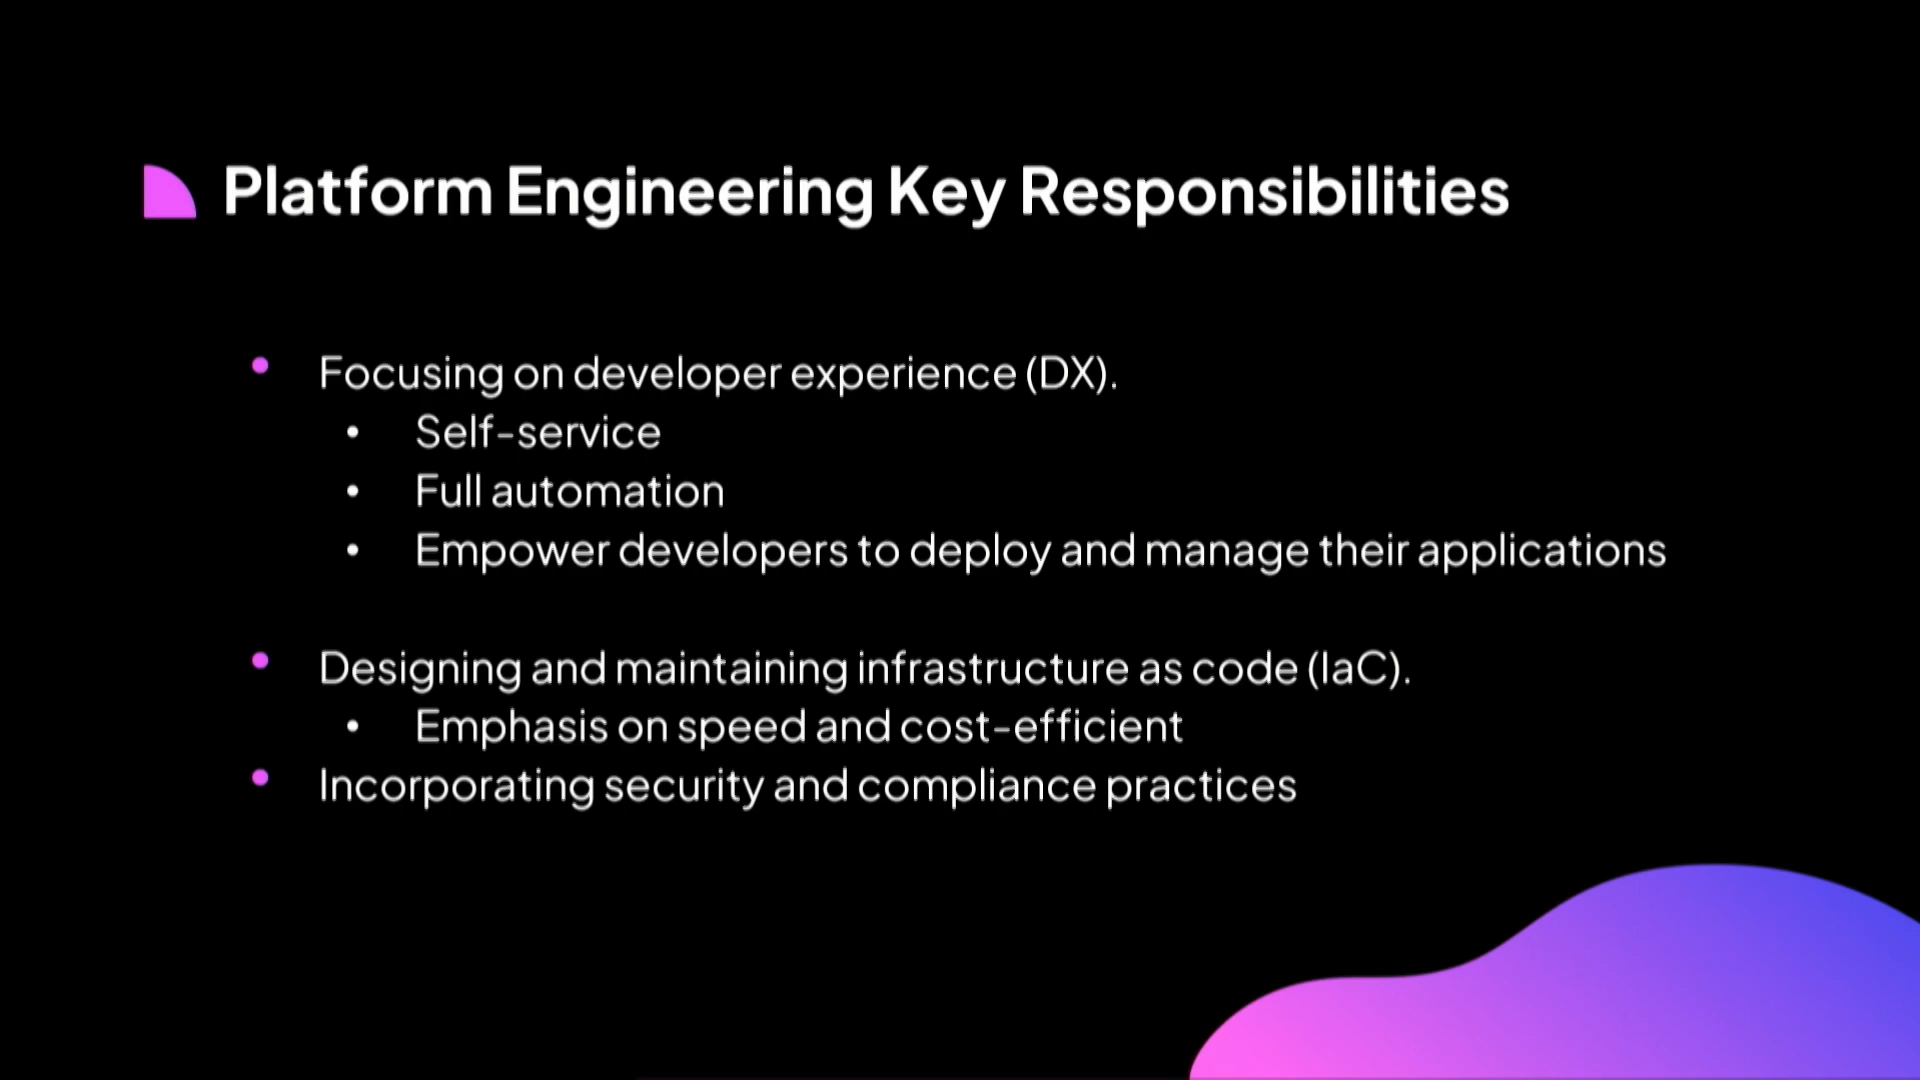 Platform Engineering Key Responsibilities
• Focusing on developer experience (DX).
• Self-service
• Full automation
• Empower developers to deploy and manage their applications
• Designing and maintaining infrastructure as code (IaC).
• Emphasis on speed and cost-efficient
• Incorporating security and compliance practices